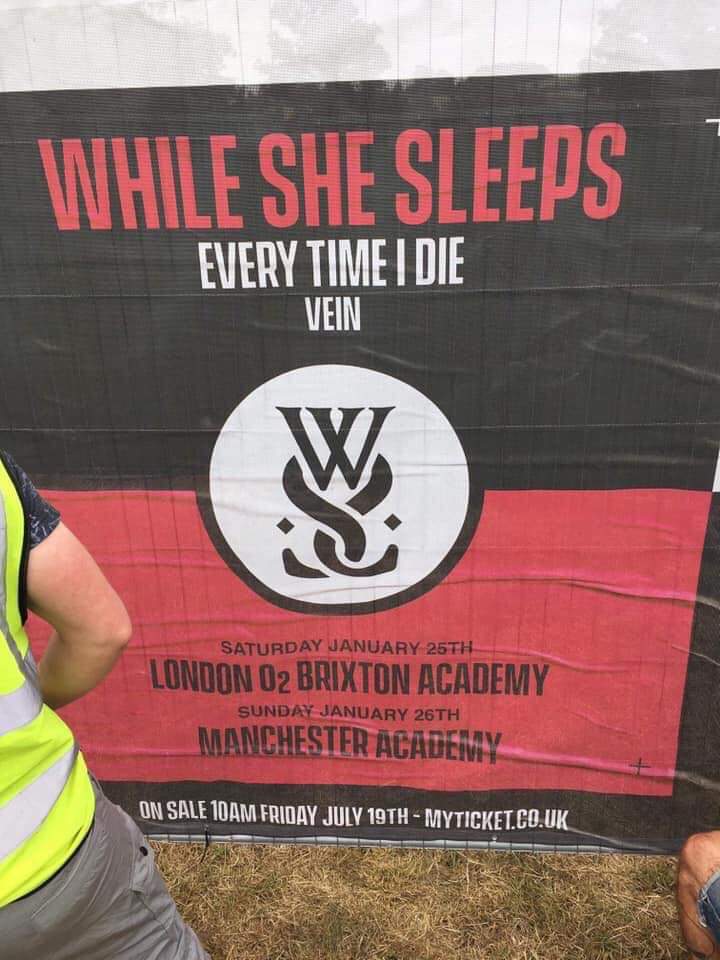 WHILE SHE SLEEPS
EVERY TIME I DIE
VEIN
SATURDAY JANUARY 25TH
LONDON O2 BRIXTON ACADEMY
SUNDAY JANUARY 26TH
MANCHESTER ACADEMY
ON SALE 10AM FRIDAY JULY 19TH - MYTICKET.CO.UK